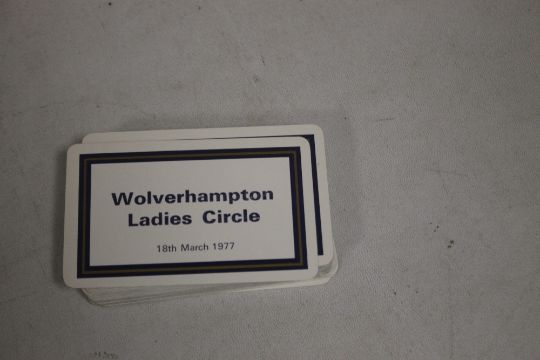 Wolverhampton
Ladies Circle
18th March 1977